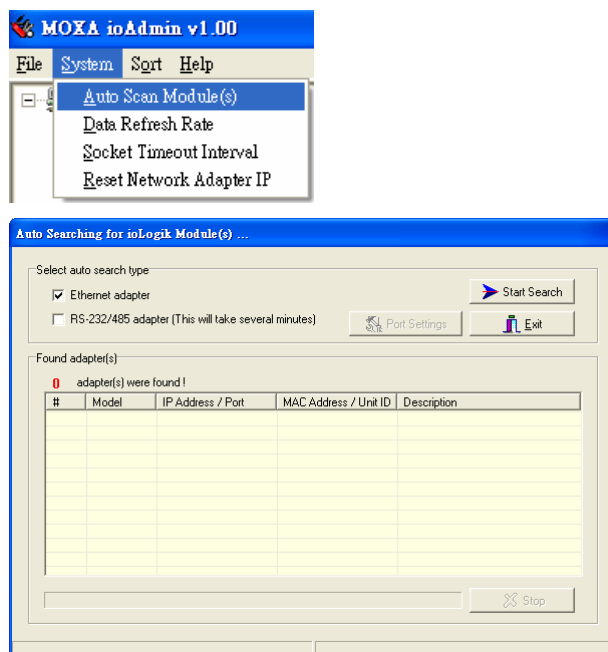 MOXA ioAdmin v1.00
File System Sort Help
Auto Scan Module(s)
Data Refresh Rate
Socket Timeout Interval
Reset Network Adapter IP
Auto Searching for ioLogik Module(s) ...
Select auto search type
Ethernet adapter
Start Search
RS-232/485 adapter (This will take several minutes)
Port Settings
Exit
Found adapter(s)
0 adapter(s) were found !
# Model IP Address / Port MAC Address / Unit ID Description
Stop